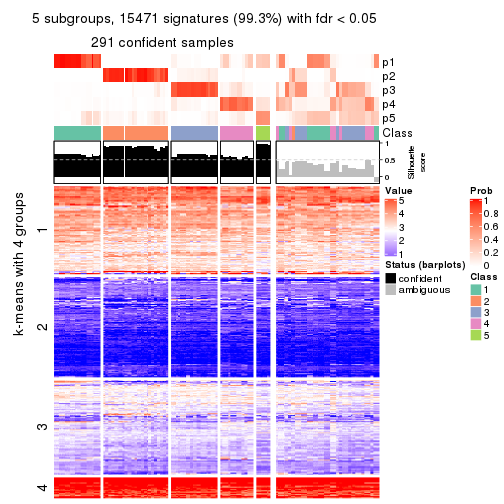 5 subgroups, 15471 signatures (99.3%) with fdr < 0.05
291 confident samples
p1
p2
p3
p4
p5
Class
1
0.5
0
Silhouette
score
k-means with 4 groups
1
2
3
4
Value
5
4
3
2
1
Status (barplots)
confident
ambiguous
Prob
1
0.8
0.6
0.4
0.2
0
Class
1
2
3
4
5